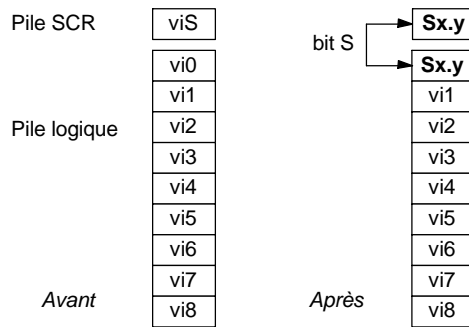 Pile SCR viS Sx.y
bit S
vi0 Sx.y
vi1 vi1
Pile logique vi2 vi2
vi3 vi3
vi4 vi4
vi5 vi5
vi6 vi6
vi7 vi7
Avant vi8 Après vi8